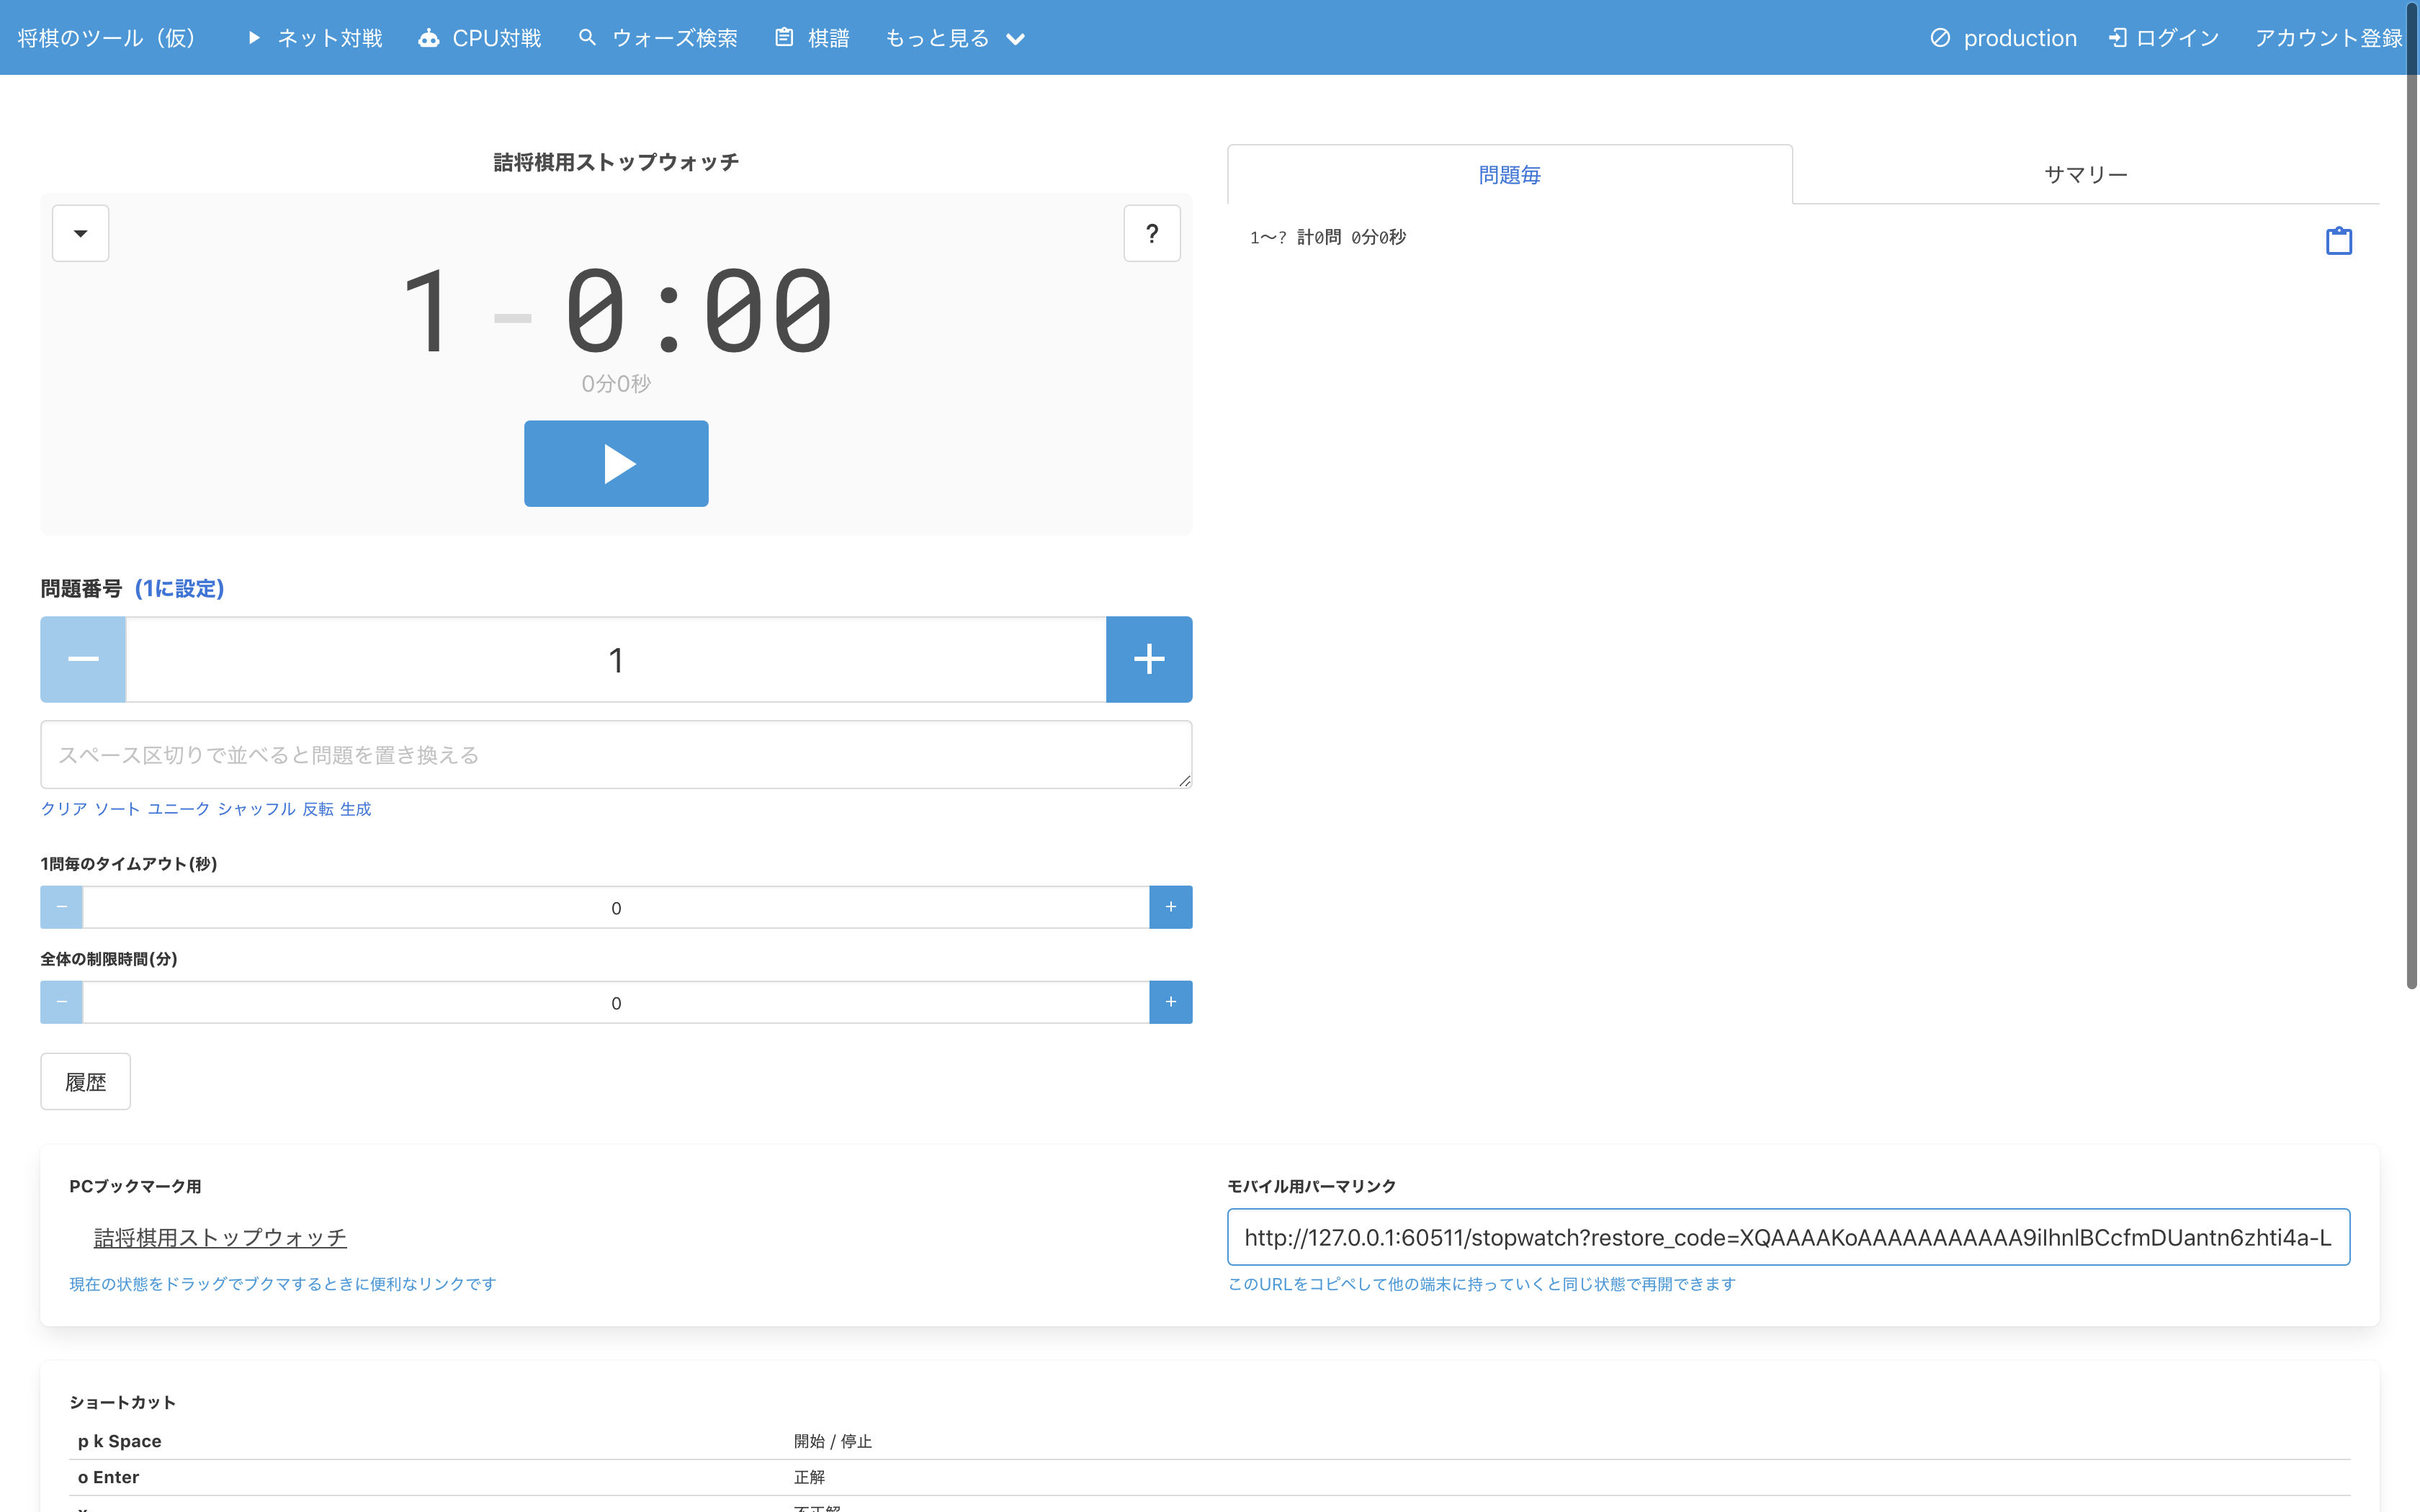 将棋のツール（仮） ネット対戦 CPU対戦 ウォーズ検索 棋譜 もっと見る production ログイン アカウント登録
詰将棋用ストップウォッチ
?
1 - 0:00
0分0秒
問題番号 (1に設定)
1
スペース区切りで並べると問題を置き換える
クリア ソート ユニーク シャッフル 反転 生成
1問毎のタイムアウト(秒)
0
全体の制限時間(分)
0
履歴
問題毎 サマリー
1〜? 計0問 0分0秒
PCブックマーク用
詰将棋用ストップウォッチ
現在の状態をドラッグでブクマするときに便利なリンクです
モバイル用パーマリンク
http://127.0.0.1:60511/stopwatch?restore_code=XQAAAAKoAAAAAAAAAAA9iIhnlBCcfmDUantn6zhti4a-L
このURLをコピペして他の端末に持っていくと同じ状態で再開できます
ショートカット
p k Space 開始 / 停止
o Enter 正解
x 不正解